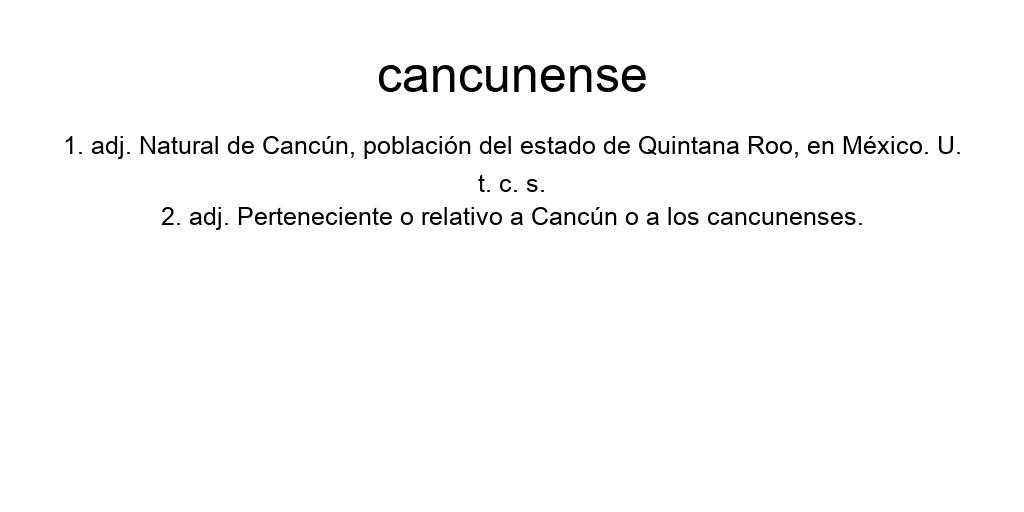 cancunense
1. adj. Natural de Cancún, población del estado de Quintana Roo, en México. U.
t. c. s.
2. adj. Perteneciente o relativo a Cancún o a los cancunenses.